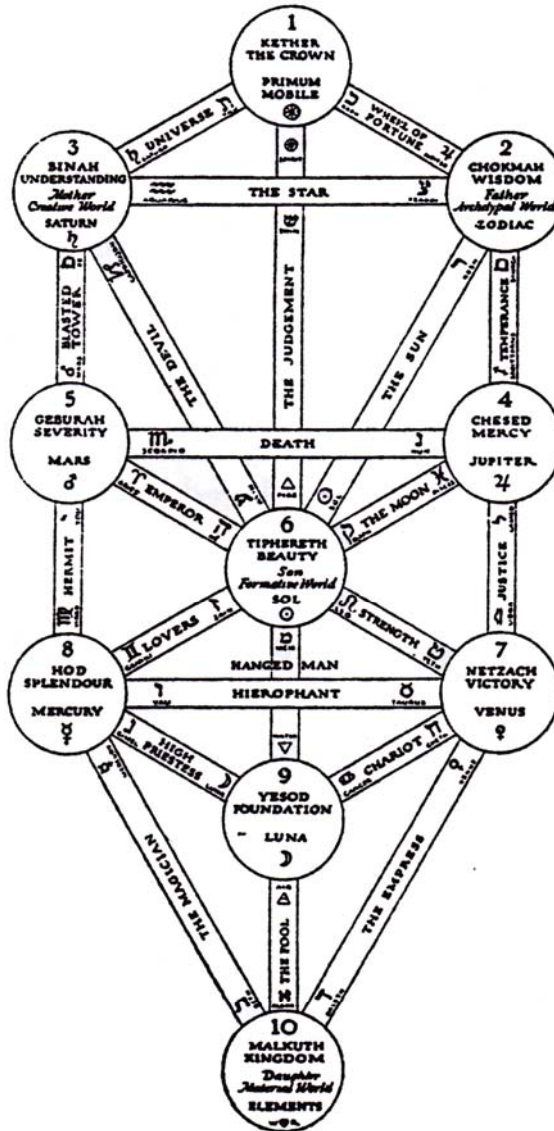 1
KETHER
THE CROWN
PRIMUM
MOBILE
UNIVERSE
WHEEL OF
FORTUNE
3
BINAH
UNDERSTANDING
Mother
Creative World
SATURN
THE STAR
2
CHOKMAH
WISDOM
Father
Archetypal World
ZODIAC
BLASTED
TOWER
THE DEVIL
THE JUDGEMENT
THE SUN
TEMPERANCE
5
GEBURAH
SEVERITY
MARS
DEATH
SCORPIO
4
CHESED
MERCY
JUPITER
EMPEROR
THE MOON
6
TIPHERETH
BEAUTY
Son
Formative World
SOL
HERMIT
JUSTICE
LOVERS
STRENGTH
LEO
8
HOD
SPLENDOUR
MERCURY
HANGED MAN
HIEROPHANT
TAURUS
7
NETZACH
VICTORY
VENUS
HIGH
PRIESTESS
CHARIOT
9
YESOD
FOUNDATION
LUNA
THE MAGICIAN
THE FOOL
THE EMPRESS
10
MALKUTH
KINGDOM
Daughter
Material World
ELEMENTS